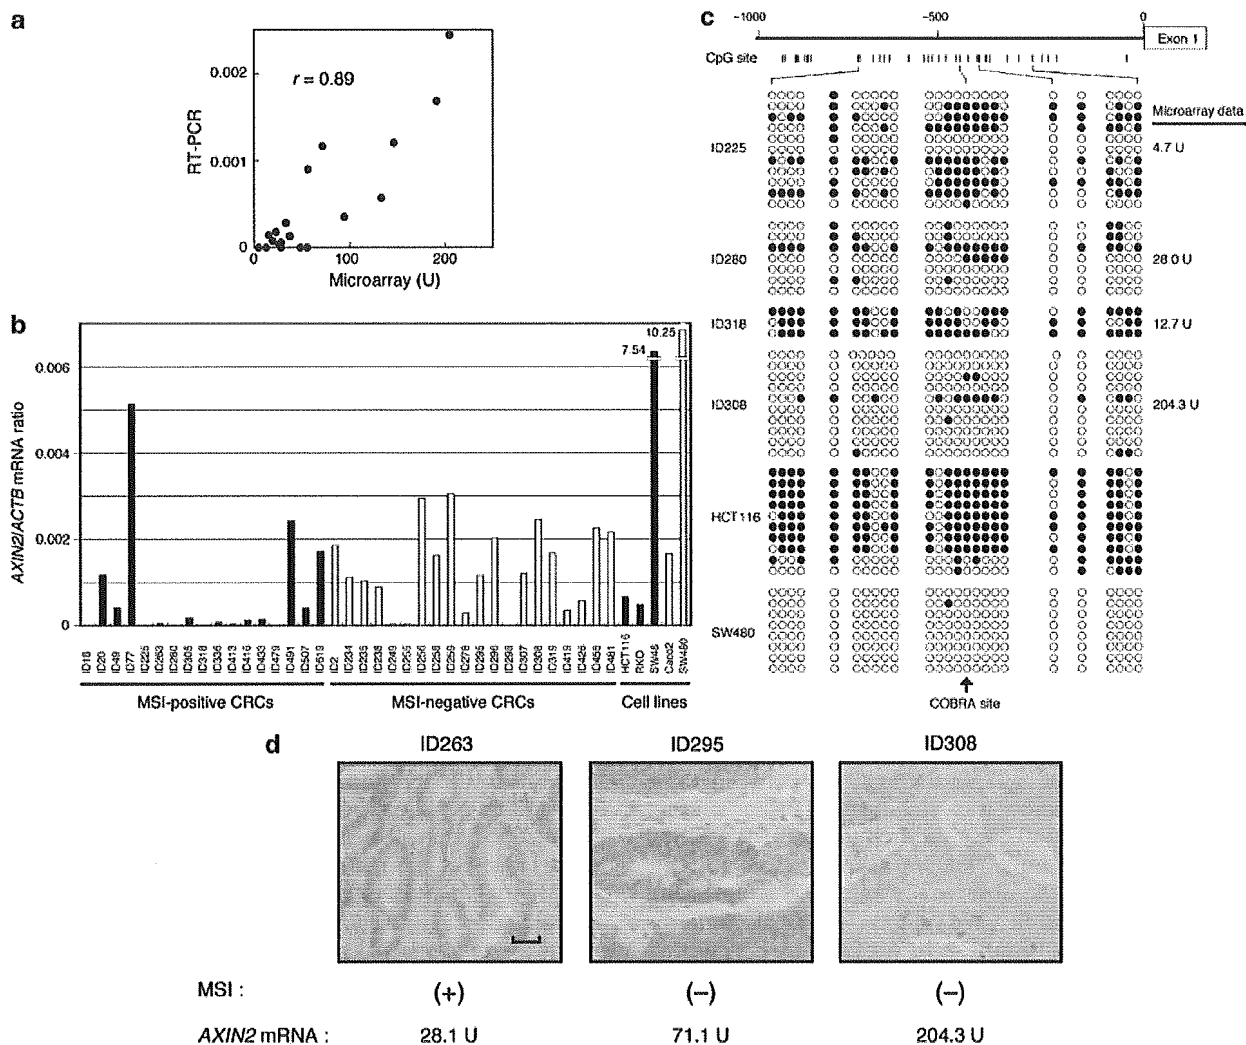 a
0.002
0.001
0
r = 0.89
RT-PCR
0
100
200
Microarray (U)
b
0.006
0.004
0.002
0
AXIN2/ACTB mRNA ratio
7.54
10.25
ID18
ID20
ID49
ID77
ID225
ID263
ID280
ID305
ID318
ID336
ID413
ID416
ID433
ID479
ID491
ID507
ID519
ID2
ID234
ID235
ID238
ID249
ID255
ID256
ID258
ID259
ID278
ID295
ID296
ID298
ID307
ID308
ID319
ID419
ID426
ID455
ID481
HCT116
RKO
SW48
Caco2
SW480
MSI-positive CRCs
MSI-negative CRCs
Cell lines
c
−1000
−500
0
Exon 1
CpG site
Microarray data
ID225
4.7 U
ID280
28.0 U
ID318
12.7 U
ID308
204.3 U
HCT116
SW480
COBRA site
d
ID263
ID295
ID308
MSI :
(+)
(−)
(−)
AXIN2 mRNA :
28.1 U
71.1 U
204.3 U